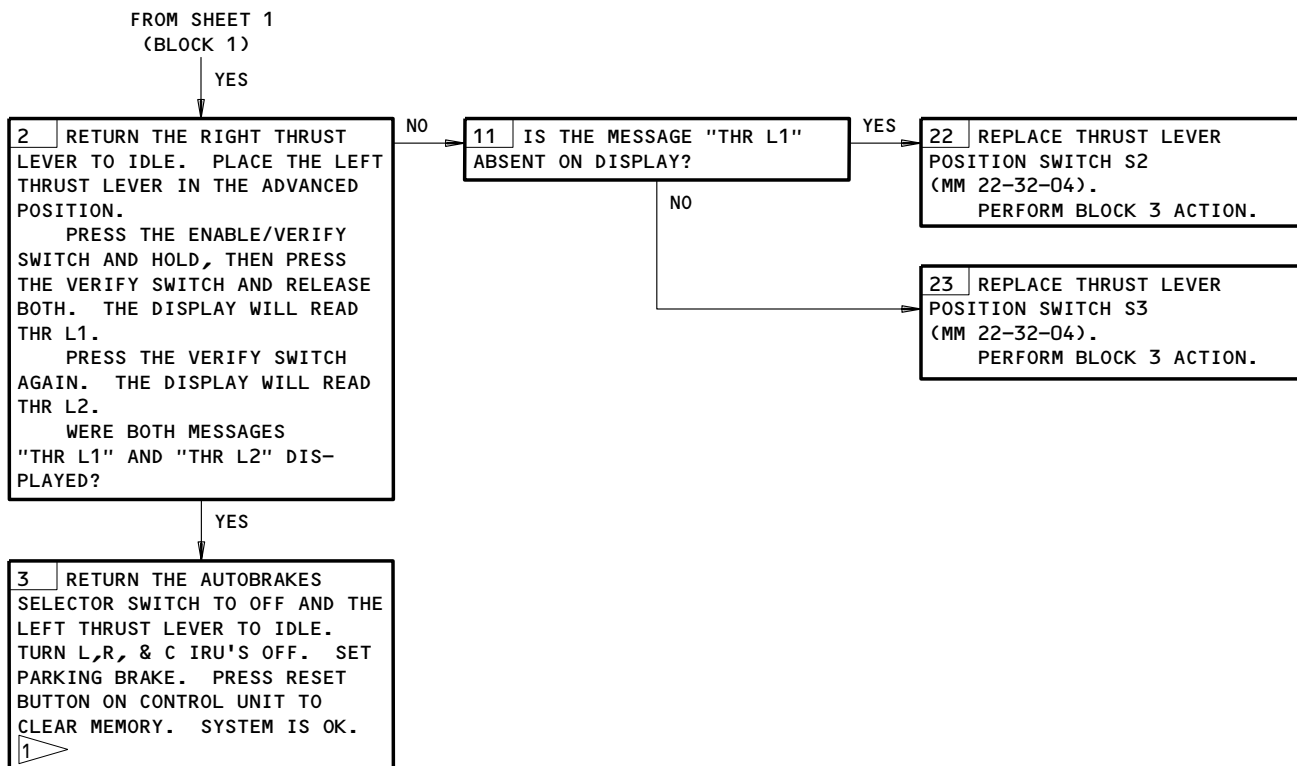 FROM SHEET 1
(BLOCK 1)
YES
2 RETURN THE RIGHT THRUST
LEVER TO IDLE. PLACE THE LEFT
THRUST LEVER IN THE ADVANCED
POSITION.
PRESS THE ENABLE/VERIFY
SWITCH AND HOLD, THEN PRESS
THE VERIFY SWITCH AND RELEASE
BOTH. THE DISPLAY WILL READ
THR L1.
PRESS THE VERIFY SWITCH
AGAIN. THE DISPLAY WILL READ
THR L2.
WERE BOTH MESSAGES
"THR L1" AND "THR L2" DIS-
PLAYED?
NO
11 IS THE MESSAGE "THR L1"
ABSENT ON DISPLAY?
YES
22 REPLACE THRUST LEVER
POSITION SWITCH S2
(MM 22-32-04).
PERFORM BLOCK 3 ACTION.
NO
23 REPLACE THRUST LEVER
POSITION SWITCH S3
(MM 22-32-04).
PERFORM BLOCK 3 ACTION.
YES
3 RETURN THE AUTOBRAKES
SELECTOR SWITCH TO OFF AND THE
LEFT THRUST LEVER TO IDLE.
TURN L,R, & C IRU'S OFF. SET
PARKING BRAKE. PRESS RESET
BUTTON ON CONTROL UNIT TO
CLEAR MEMORY. SYSTEM IS OK.
1